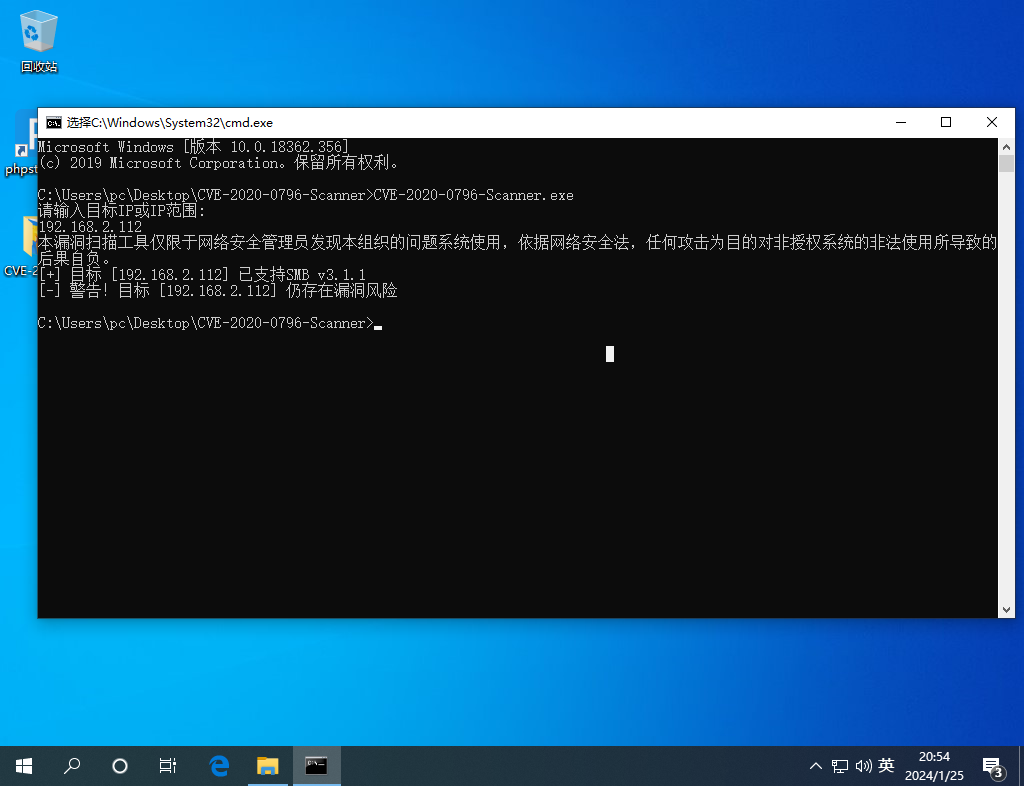 回收站
phpst
CVE-2
选择C:\Windows\System32\cmd.exe
Microsoft Windows [版本 10.0.18362.356]
(c) 2019 Microsoft Corporation。保留所有权利。
C:\Users\pc\Desktop\CVE-2020-0796-Scanner>CVE-2020-0796-Scanner.exe
请输入目标IP或IP范围:
192.168.2.112
本漏洞扫描工具仅限于网络安全管理员发现本组织的问题系统使用，依据网络安全法，任何攻击为目的对非授权系统的非法使用所导致的
后果自负。
[+] 目标 [192.168.2.112] 已支持SMB v3.1.1
[-] 警告! 目标 [192.168.2.112] 仍存在漏洞风险
C:\Users\pc\Desktop\CVE-2020-0796-Scanner>
英
20:54
2024/1/25
3